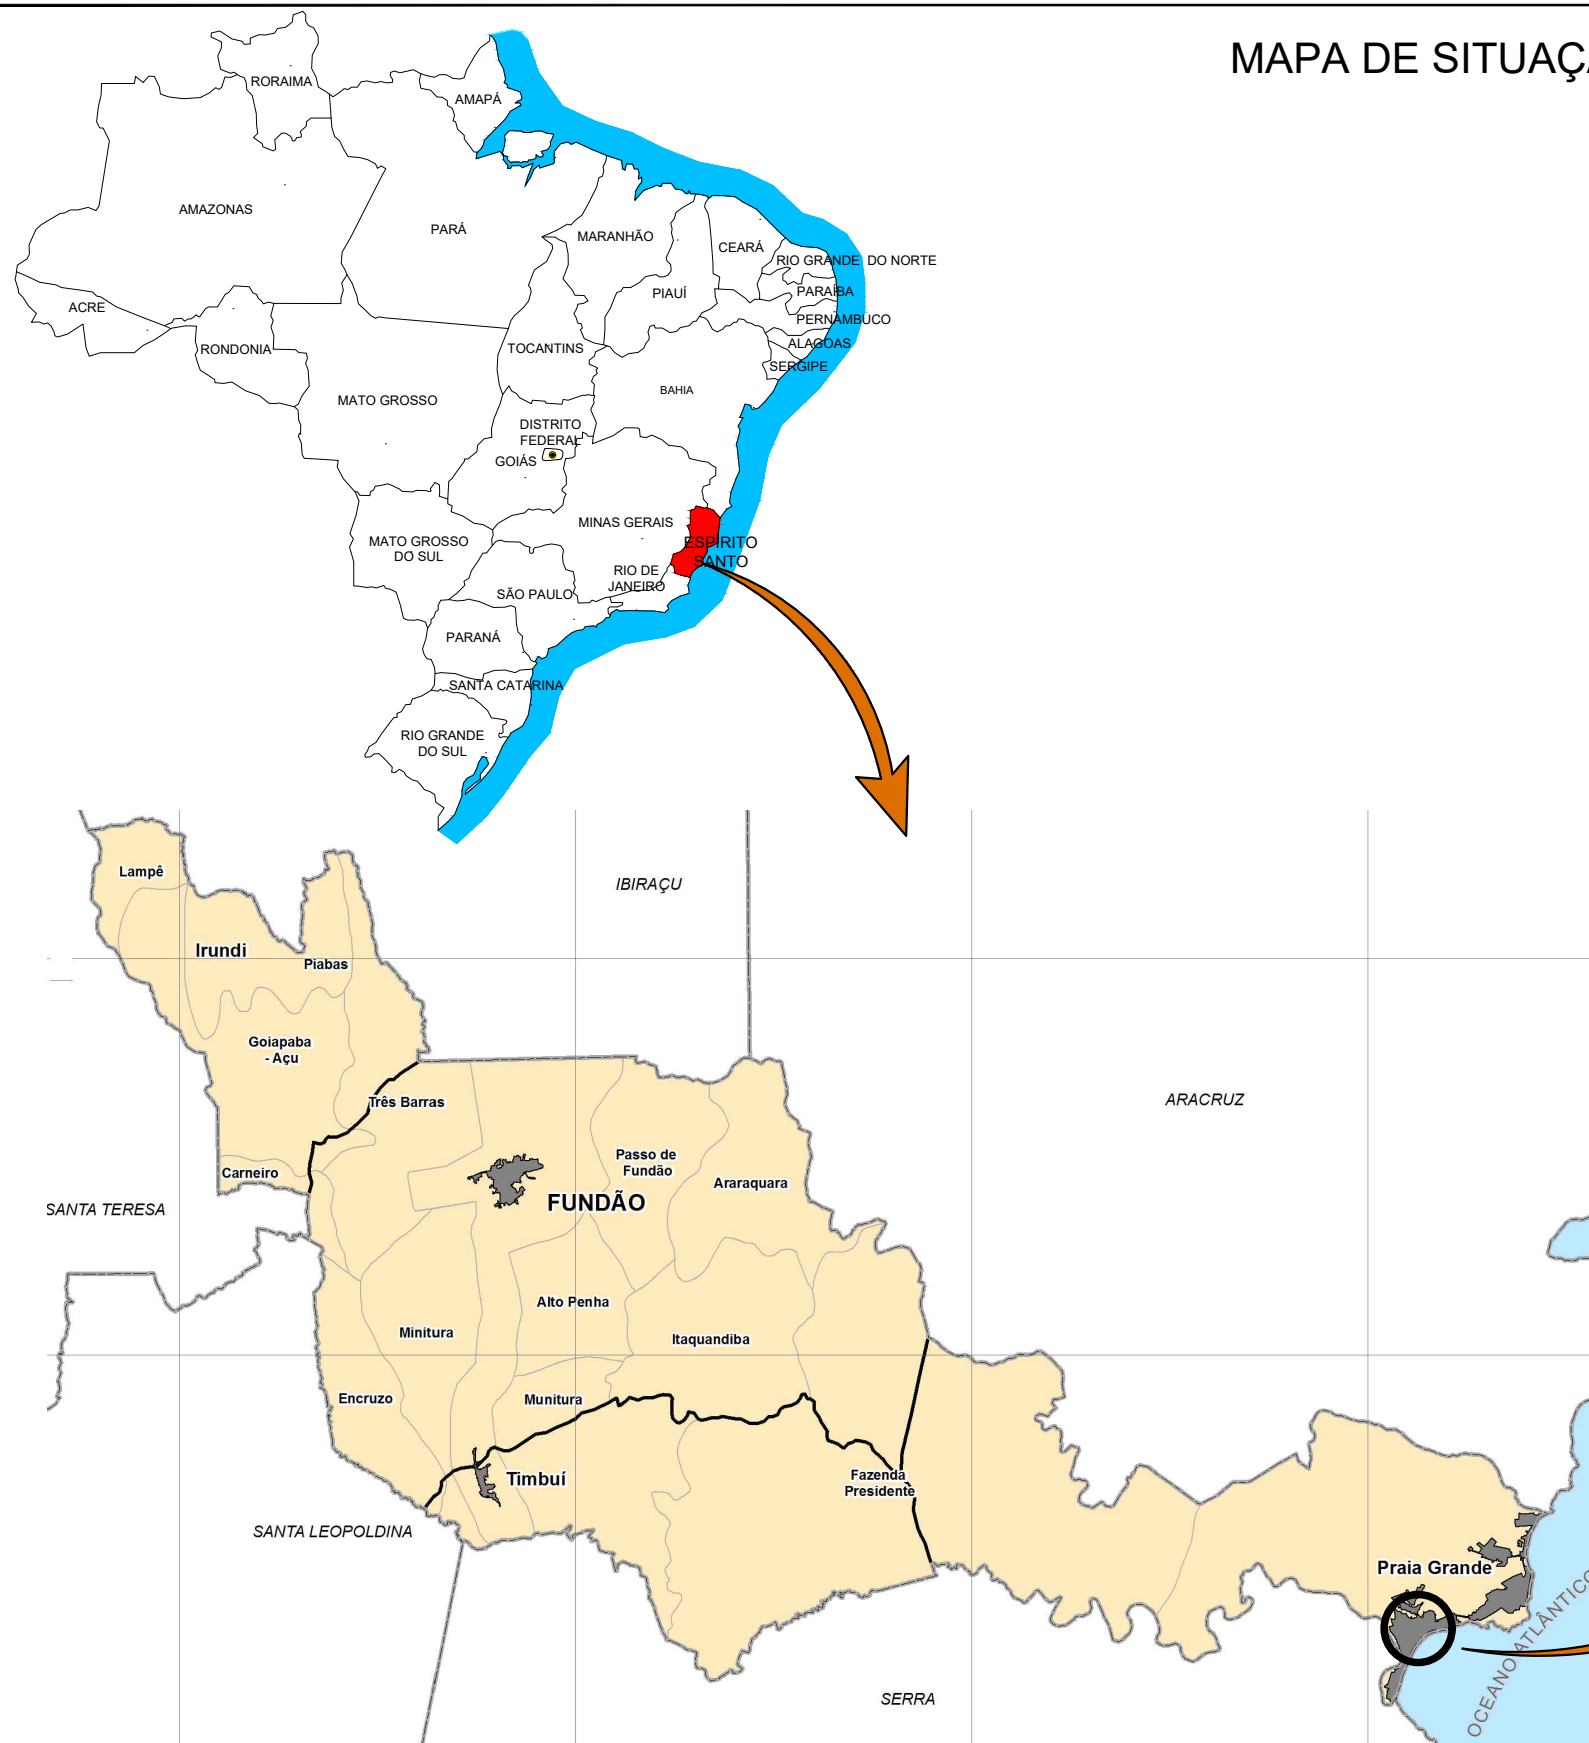 MAPA DE SITUAÇÃ
RORAIMA
AMAPÁ
AMAZONAS
PARÁ
MARANHÃO
CEARÁ
RIO GRANDE DO NORTE
PIAUÍ
PARAÍBA
ACRE
PERNAMBUCO
RONDONIA
TOCANTINS
ALAGOAS
SERGIPE
BAHIA
MATO GROSSO
DISTRITO
FEDERAL
GOIÁS
MINAS GERAIS
MATO GROSSO
DO SUL
ESPÍRITO
SANTO
RIO DE
JANEIRO
SÃO PAULO
PARANÁ
SANTA CATARINA
RIO GRANDE
DO SUL
Lampê
IBIRAÇU
Irundi
Piabas
Goiapaba
- Açu
Três Barras
ARACRUZ
Passo de
Fundão
Carneiro
Araraquara
FUNDÃO
SANTA TERESA
Alto Penha
Minitura
Itaquandiba
Encruzo
Munitura
Timbuí
Fazenda
Presidente
SANTA LEOPOLDINA
Praia Grande
OCEANO ATLÂNTICO
SERRA